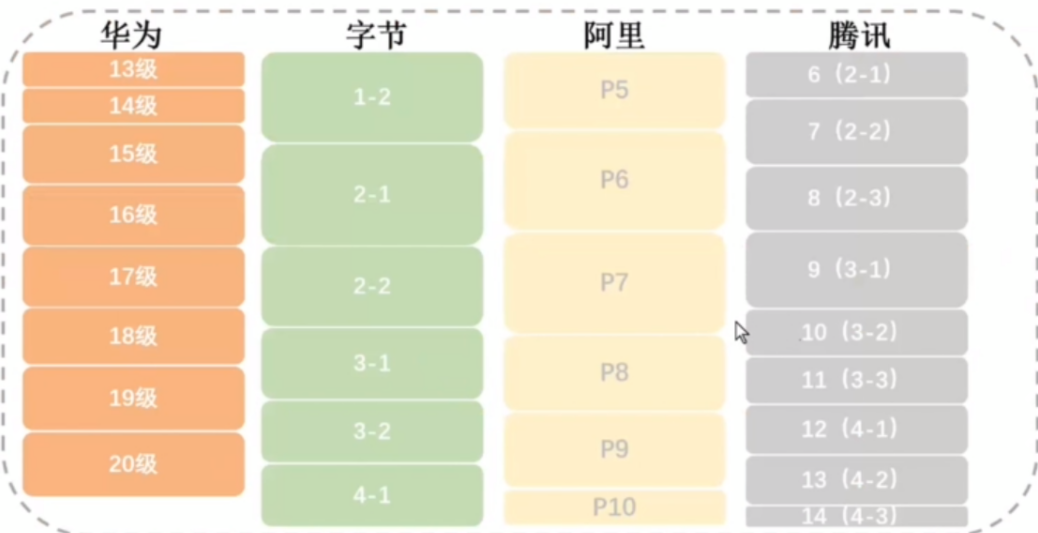 华为
13级
14级
15级
16级
17级
18级
19级
20级
字节
1-2
2-1
2-2
3-1
3-2
4-1
阿里
P5
P6
P7
P8
P9
P10
腾讯
6（2-1）
7（2-2）
8（2-3）
9（3-1）
10（3-2）
11（3-3）
12（4-1）
13（4-2）
14（4-3）